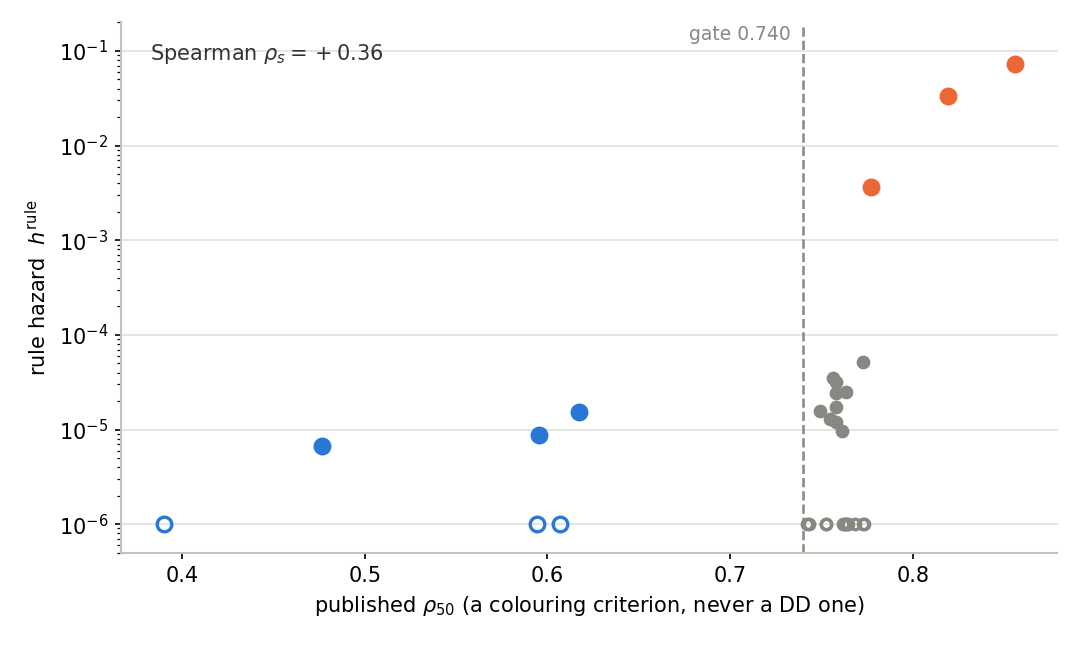 gate 0.740
Spearman ρₛ = +0.36
10⁻¹
10⁻²
10⁻³
10⁻⁴
10⁻⁵
10⁻⁶
rule hazard hʳᵘˡᵉ
0.4 0.5 0.6 0.7 0.8
published ρ₅₀ (a colouring criterion, never a DD one)